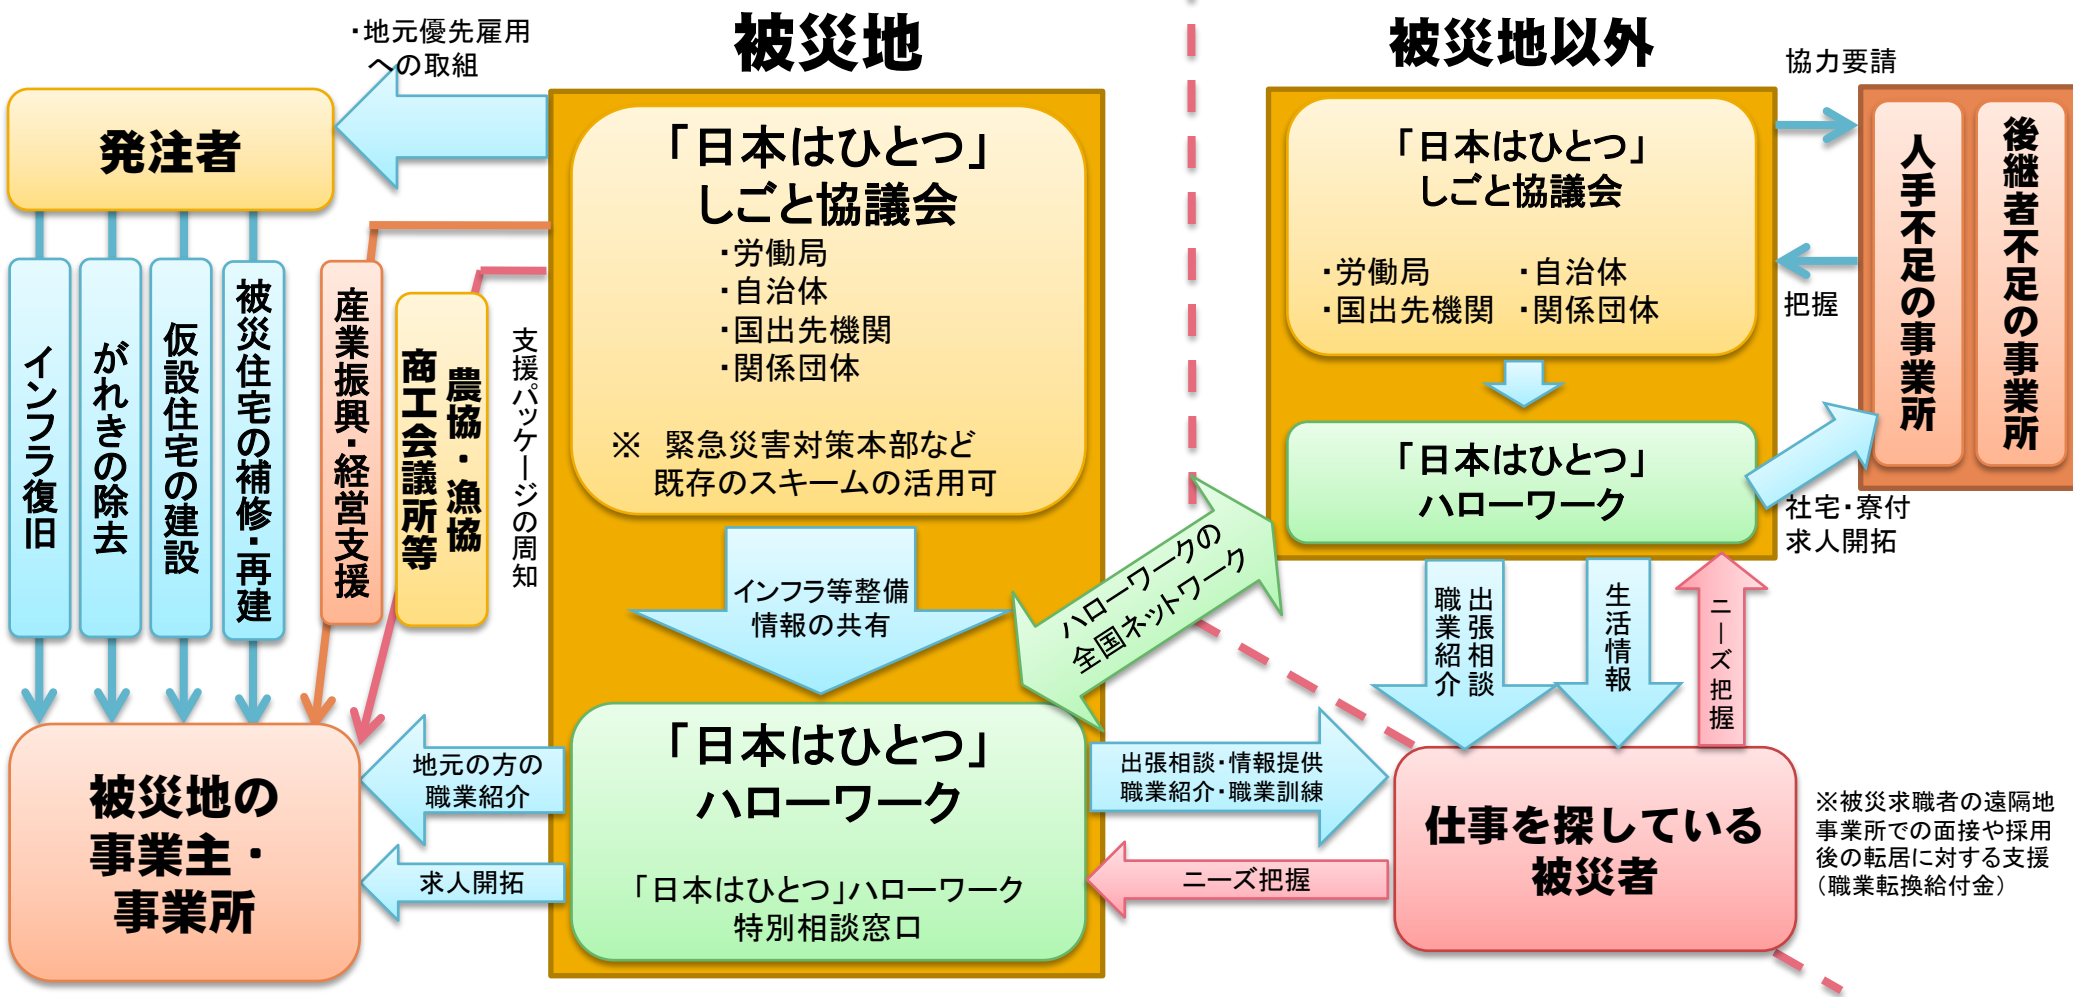 被災地
被災地以外
・地元優先雇用
への取組
発注者
インフラ復旧
がれきの除去
仮設住宅の建設
被災住宅の補修・再建
産業振興・経営支援
農協・漁協
商工会議所等
支援パッケージの周知
「日本はひとつ」
しごと協議会
・労働局
・自治体
・国出先機関
・関係団体
※　緊急災害対策本部など
既存のスキームの活用可
インフラ等整備
情報の共有
「日本はひとつ」
ハローワーク
「日本はひとつ」ハローワーク
特別相談窓口
地元の方の
職業紹介
求人開拓
被災地の
事業主・
事業所
ハローワークの
全国ネットワーク
「日本はひとつ」
しごと協議会
・労働局　・自治体
・国出先機関　・関係団体
「日本はひとつ」
ハローワーク
協力要請
把握
後継者不足の事業所
人手不足の事業所
社宅・寮付
求人開拓
出張相談
職業紹介
生活情報
ニーズ把握
出張相談・情報提供
職業紹介・職業訓練
ニーズ把握
仕事を探している
被災者
※被災求職者の遠隔地
事業所での面接や採用
後の転居に対する支援
（職業転換給付金）